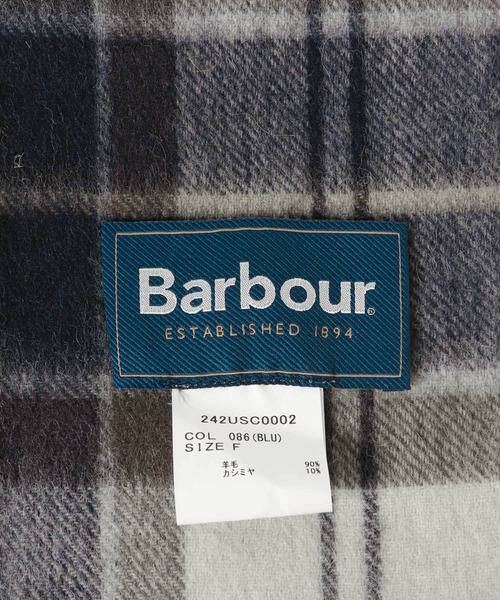 Barbour®
ESTABLISHED 1894
242USC0002
COL 086(BLU)
SIZE F
羊毛 90%
カシミヤ 10%